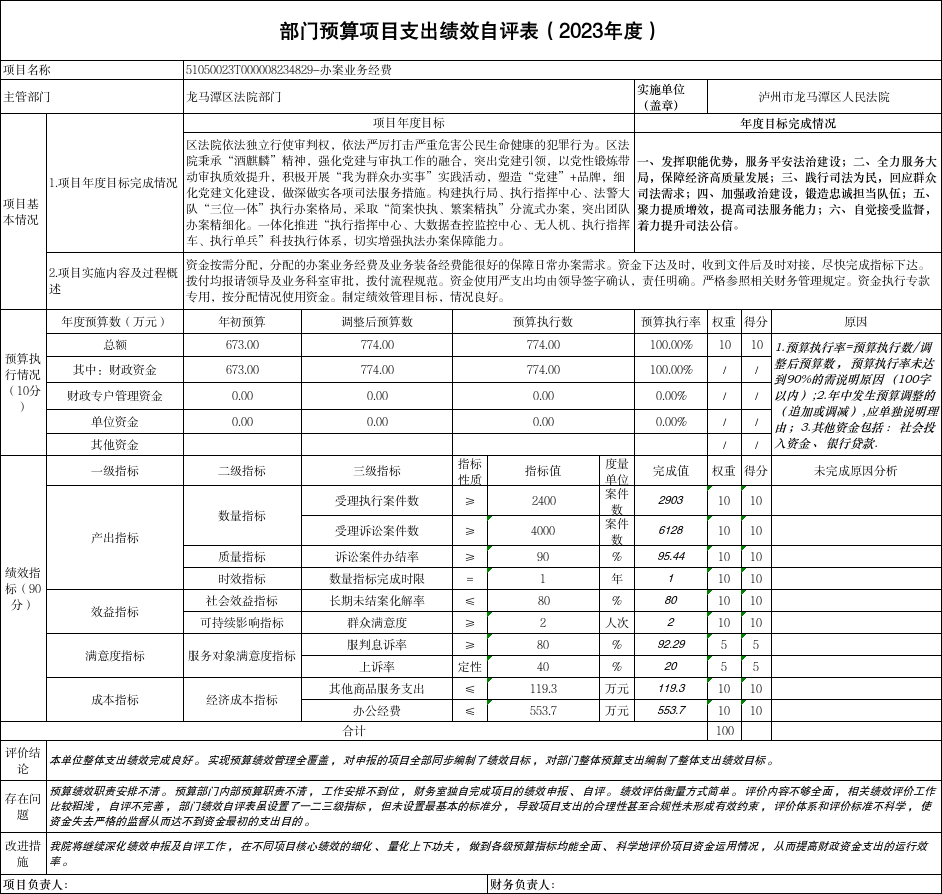 部门预算项目支出绩效自评表（2023年度）
项目名称 51050023T000008234829-办案业务经费
主管部门 龙马潭区法院部门 实施单位（盖章） 泸州市龙马潭区人民法院
项目基本情况
1.项目年度目标完成情况
项目年度目标 年度目标完成情况
区法院依法独立行使审判权，依法严厉打击严重危害公民生命健康的犯罪行为。区法
院秉承“酒麒麟”精神，强化党建与审执工作的融合，突出党建引领，以党性锻炼带
动审执质效提升，积极开展“我为群众办实事”实践活动，塑造“党建”+品牌，细
化党建文化建设，做深做实各项司法服务措施。构建执行局、执行指挥中心、法警大
队“三位一体”执行办案格局，采取“简案快执、繁案精执”分流式办案，突出团队
办案精细化。一体化推进“执行指挥中心、大数据查控监控中心、无人机、执行指挥
车、执行单兵”科技执行体系，切实增强执法办案保障能力。
一、发挥职能优势，服务平安法治建设；二、全力服务大
局，保障经济高质量发展；三、践行司法为民，回应群众
司法需求；四、加强政治建设，锻造忠诚担当队伍；五、
聚力提质增效，提高司法服务能力；六、自觉接受监督，
着力提升司法公信。
2.项目实施内容及过程概
述
资金按需分配，分配的办案业务经费及业务装备经费能很好的保障日常办案需求。资金下达及时，收到文件后及时对接，尽快完成指标下达。
拨付均报请领导及业务科室审批，拨付流程规范。资金使用严支出均由领导签字确认，责任明确。严格参照相关财务管理规定。资金执行专款
专用，按分配情况使用资金。制定绩效管理目标，情况良好。
预算执行情况（10分）
年度预算数（万元） 年初预算 调整后预算数 预算执行数 预算执行率 权重 得分 原因
总额 673.00 774.00 774.00 100.00% 10 10
其中：财政资金 673.00 774.00 774.00 100.00% / /
财政专户管理资金 0.00 0.00 0.00 0.00% / /
单位资金 0.00 0.00 0.00 0.00% / /
其他资金 / /
1.预算执行率=预算执行数/调
整后预算数，预算执行率未达
到90%的需说明原因（100字
以内）;2.年中发生预算调整的
（追加或调减）,应单独说明理
由；3.其他资金包括：社会投
入资金、银行贷款.
绩效指标（90分）
一级指标 二级指标 三级指标 指标性质 指标值 度量单位 完成值 权重 得分 未完成原因分析
产出指标 数量指标 受理执行案件数 ≥ 2400 案件数 2903 10 10
受理诉讼案件数 ≥ 4000 案件数 6128 10 10
质量指标 诉讼案件办结率 ≥ 90 % 95.44 10 10
时效指标 数量指标完成时限 = 1 年 1 10 10
效益指标 社会效益指标 长期未结案化解率 ≤ 80 % 80 10 10
可持续影响指标 群众满意度 ≥ 2 人次 2 10 10
满意度指标 服务对象满意度指标 服判息诉率 ≥ 80 % 92.29 5 5
上诉率 定性 40 % 20 5 5
成本指标 经济成本指标 其他商品服务支出 ≤ 119.3 万元 119.3 10 10
办公经费 ≤ 553.7 万元 553.7 10 10
合计 100
评价结论 本单位整体支出绩效完成良好。实现预算绩效管理全覆盖，对申报的项目全部同步编制了绩效目标，对部门整体预算支出编制了整体支出绩效目标。
存在问题
预算绩效职责安排不清。预算部门内部预算职责不清，工作安排不到位，财务室独自完成项目的绩效申报、自评。绩效评估衡量方式简单。评价内容不够全面，相关绩效评价工作
比较粗浅，自评不完善，部门绩效自评表虽设置了一二三级指标，但未设置最基本的标准分，导致项目支出的合理性甚至合规性未形成有效约束，评价体系和评价标准不科学，使
资金失去严格的监督从而达不到资金最初的支出目的。
改进措施
我院将继续深化绩效申报及自评工作，在不同项目核心绩效的细化、量化上下功夫，做到各级预算指标均能全面、科学地评价项目资金运用情况，从而提高财政资金支出的运行效
率。
项目负责人： 财务负责人：